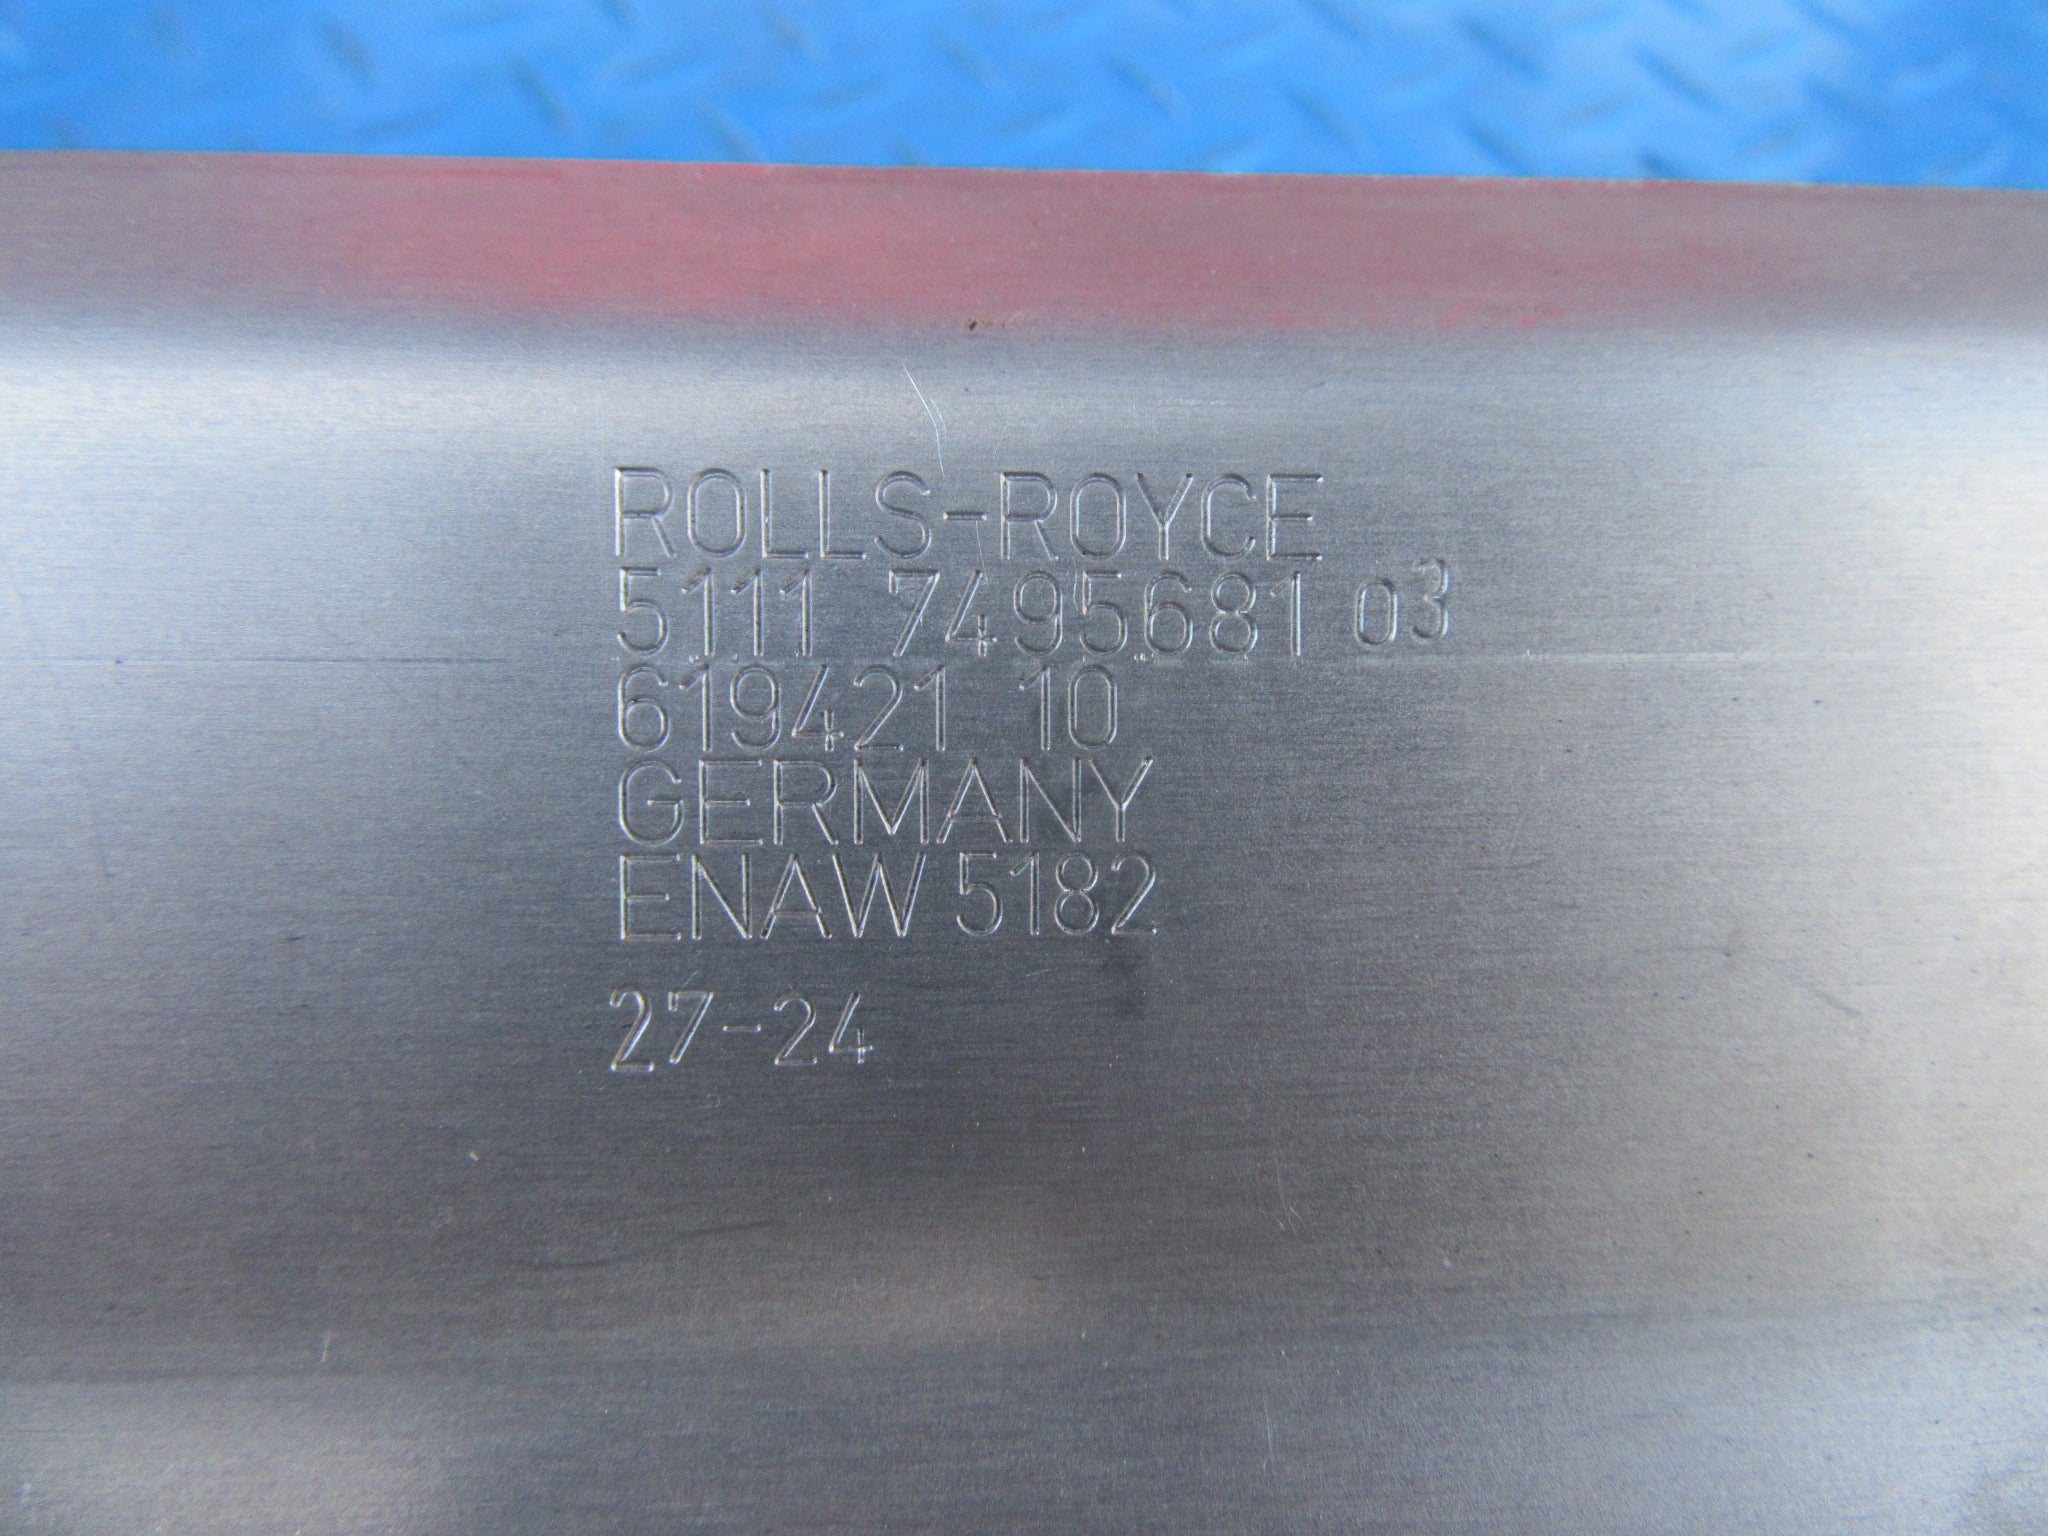 ROLLS-ROYCE
5111 7495681 03
619421 10
GERMANY
ENAW 5182
27-24